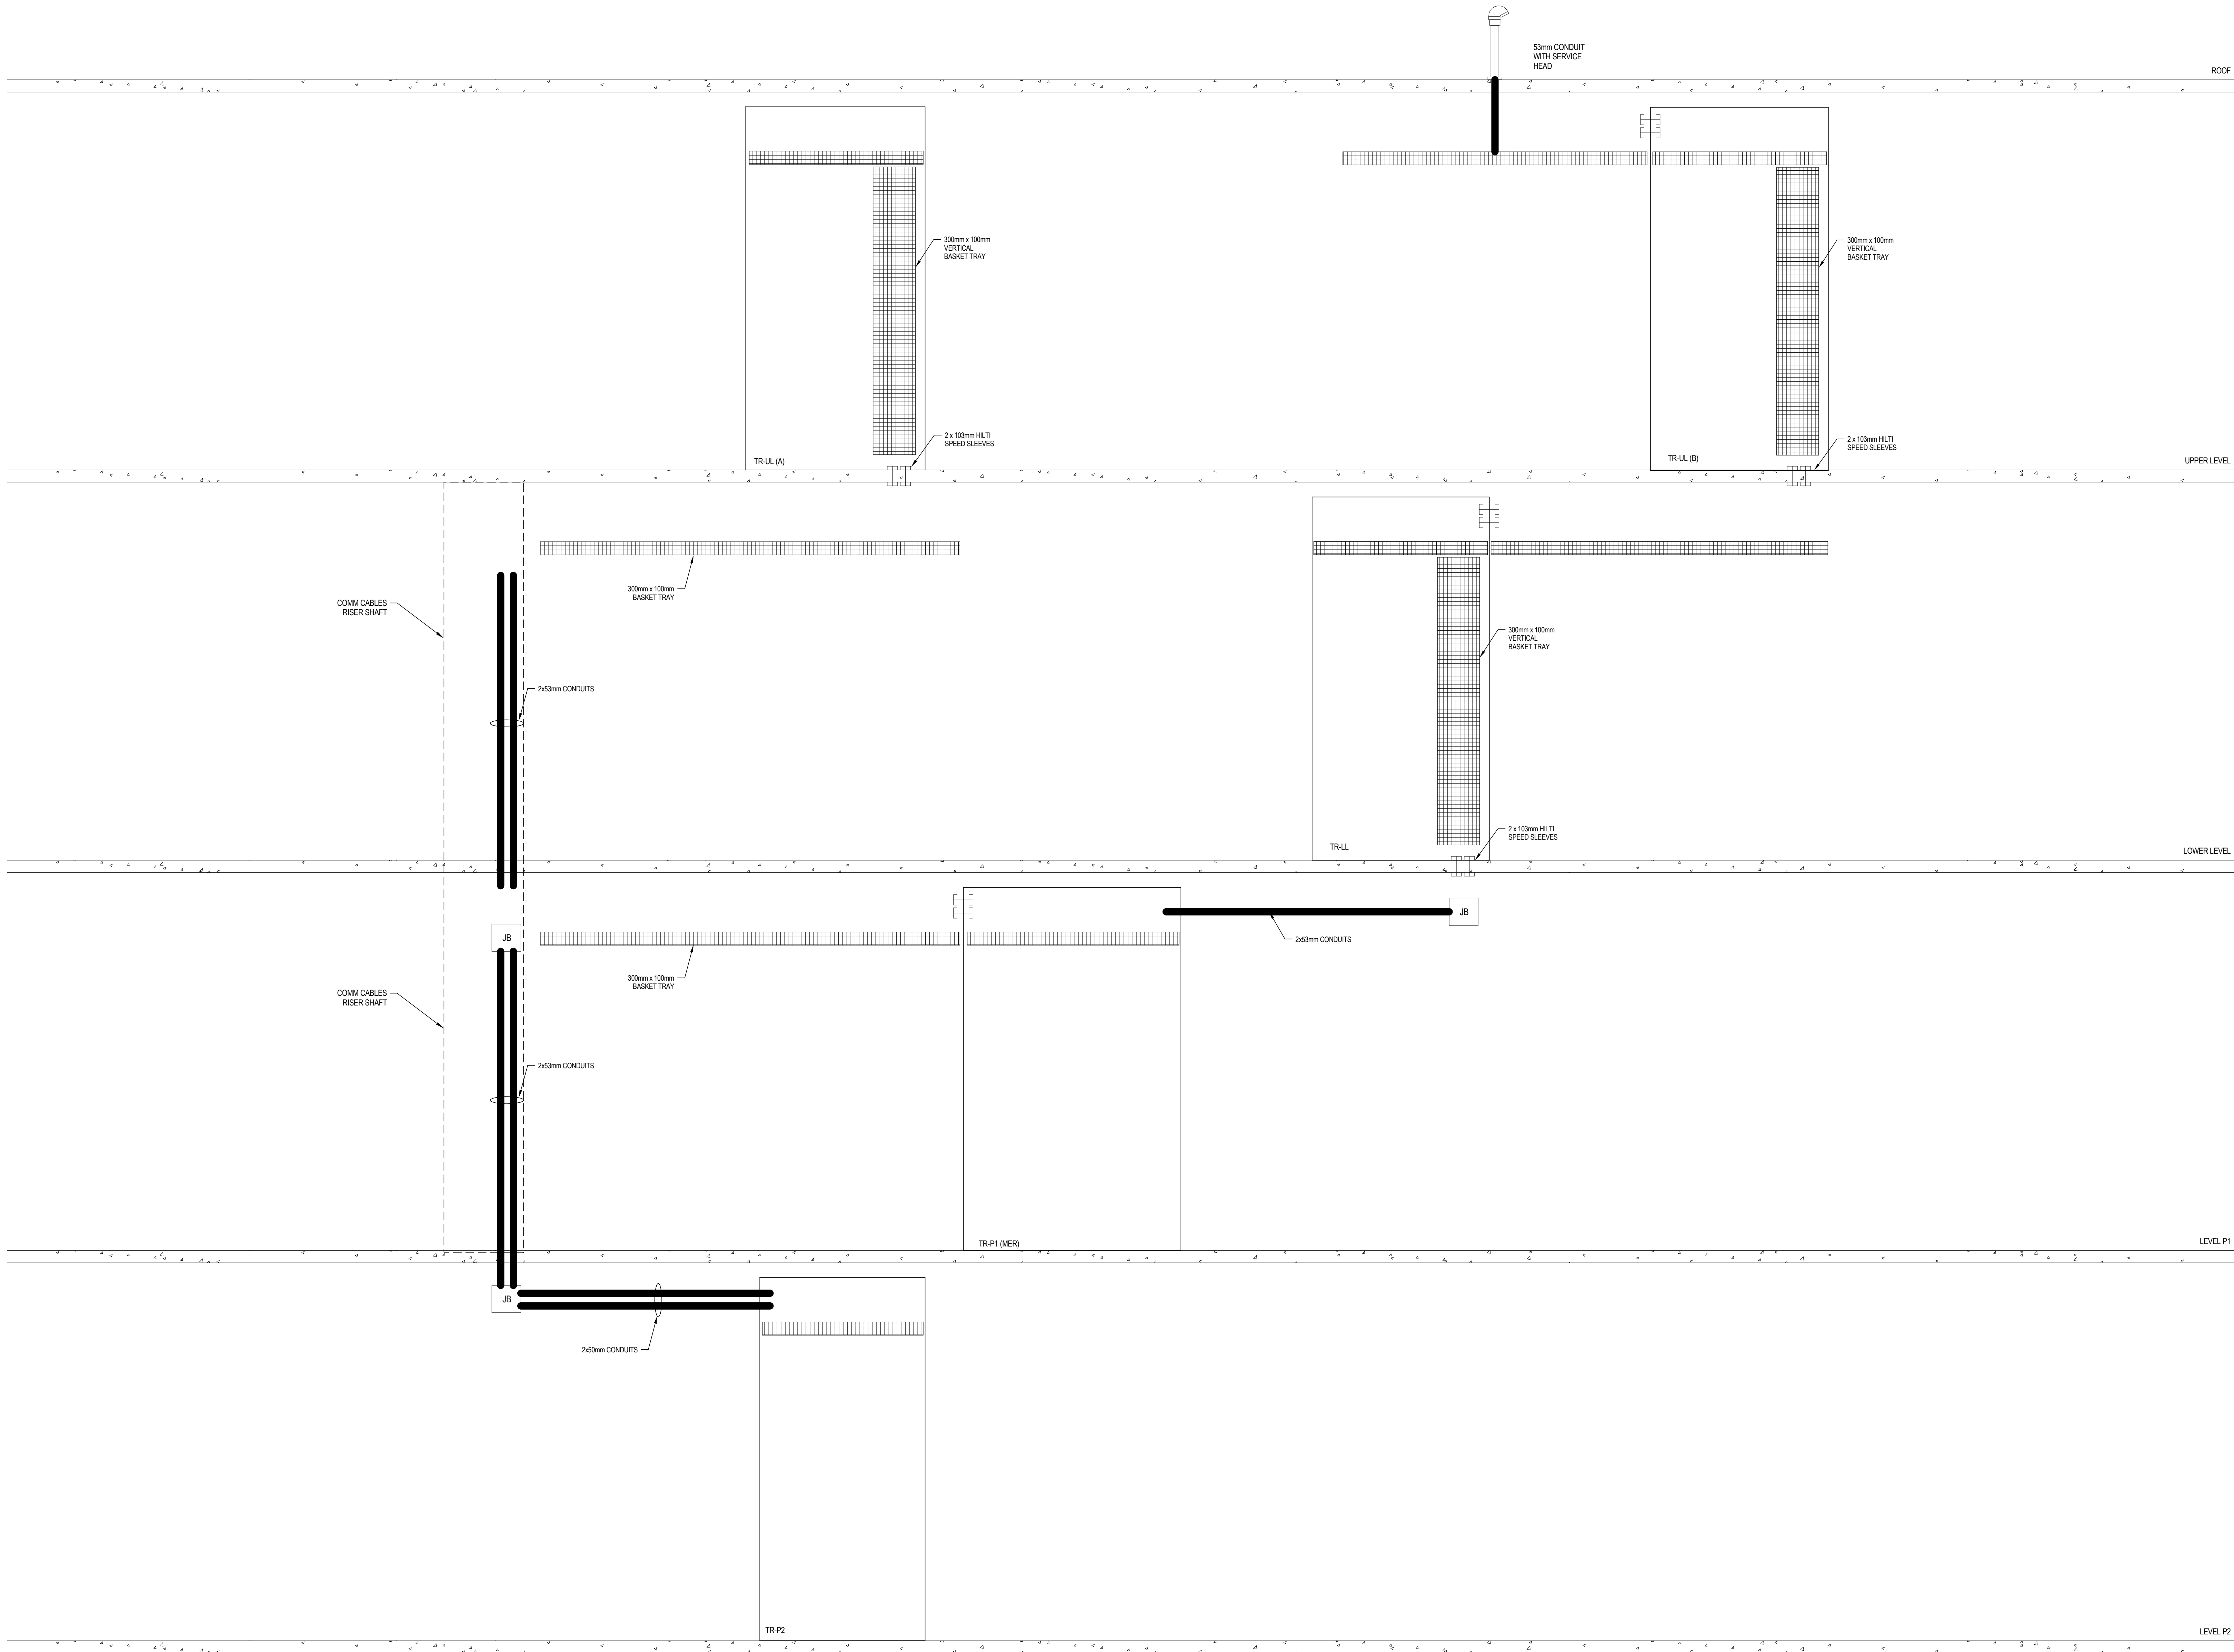 53mm CONDUIT
WITH SERVICE
HEAD
ROOF
300mm x 100mm
VERTICAL
BASKET TRAY
300mm x 100mm
VERTICAL
BASKET TRAY
2 x 103mm HILTI
SPEED SLEEVES
2 x 103mm HILTI
SPEED SLEEVES
TR-UL (A)
TR-UL (B)
UPPER LEVEL
300mm x 100mm
BASKET TRAY
COMM CABLES
RISER SHAFT
300mm x 100mm
VERTICAL
BASKET TRAY
2x53mm CONDUITS
2 x 103mm HILTI
SPEED SLEEVES
TR-LL
LOWER LEVEL
JB
JB
2x53mm CONDUITS
300mm x 100mm
BASKET TRAY
COMM CABLES
RISER SHAFT
2x53mm CONDUITS
TR-P1 (MER)
LEVEL P1
JB
2x50mm CONDUITS
TR-P2
LEVEL P2